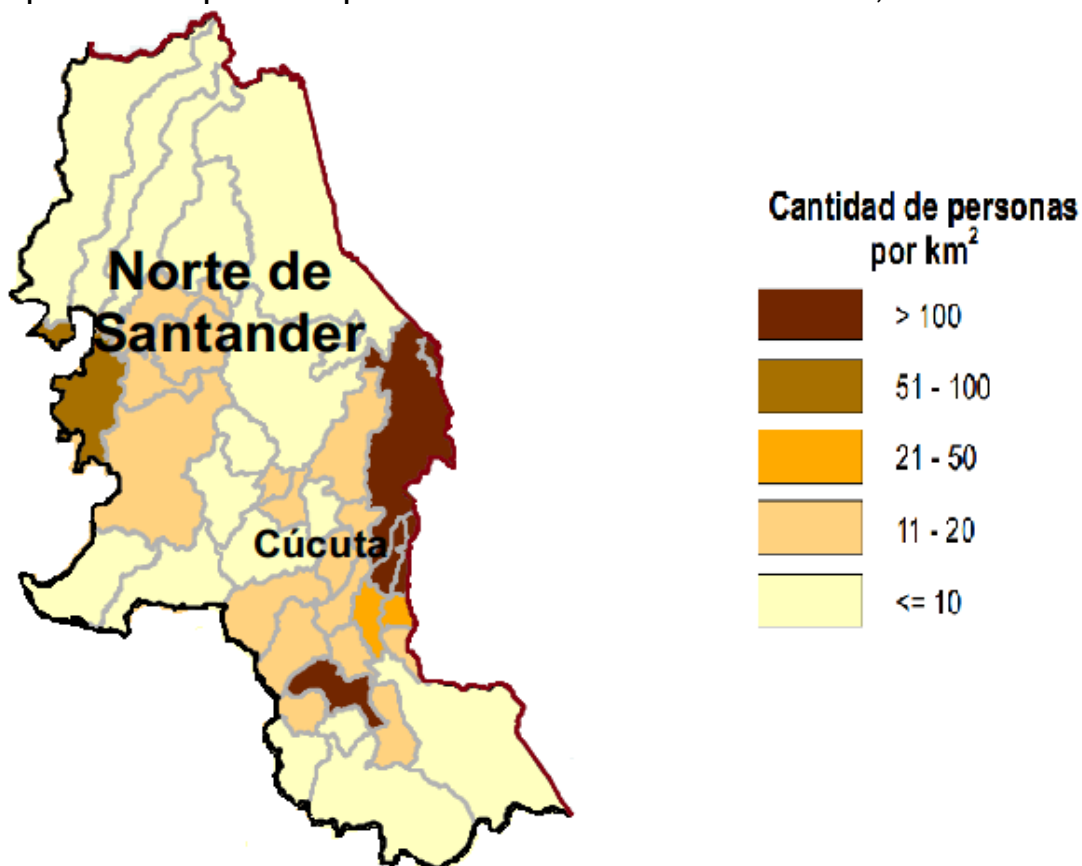 Norte de
Santander
Cúcuta
Cantidad de personas
por km²
> 100
51 - 100
21 - 50
11 - 20
<= 10